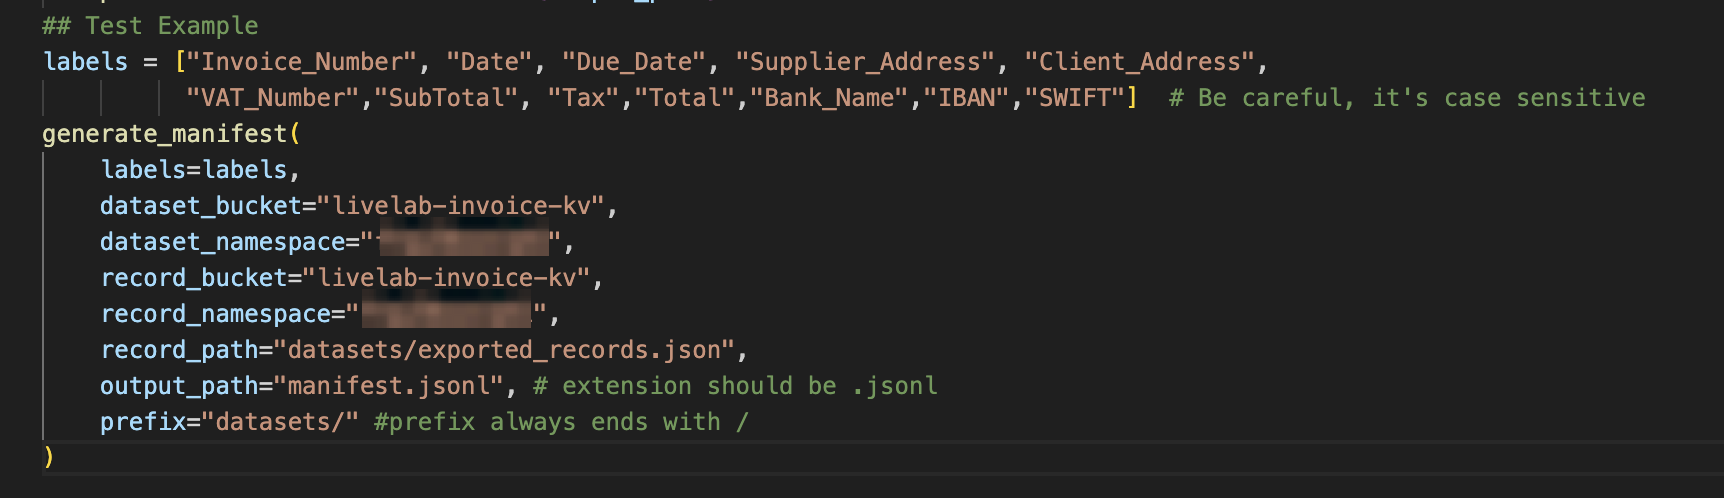 ## Test Example
labels = ["Invoice_Number", "Date", "Due_Date", "Supplier_Address", "Client_Address",
"VAT_Number","SubTotal", "Tax","Total","Bank_Name","IBAN","SWIFT"]  # Be careful, it's case sensitive
generate_manifest(
labels=labels,
dataset_bucket="livelab-invoice-kv",
dataset_namespace="",
record_bucket="livelab-invoice-kv",
record_namespace="",
record_path="datasets/exported_records.json",
output_path="manifest.jsonl", # extension should be .jsonl
prefix="datasets/" #prefix always ends with /
)